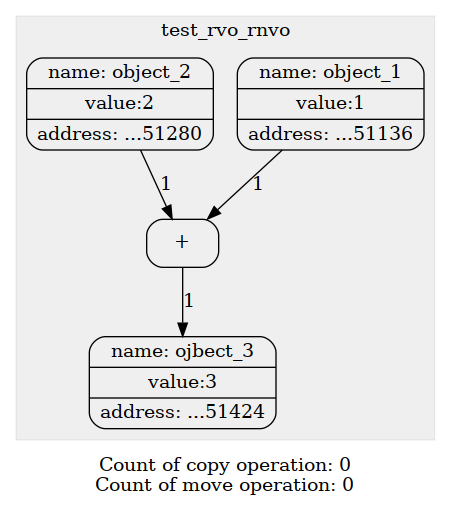 test_rvo_rnvo
name: object_2
value:2
address: ...51280
name: object_1
value:1
address: ...51136
1
1
+
1
name: ojbect_3
value:3
address: ...51424
Count of copy operation: 0
Count of move operation: 0